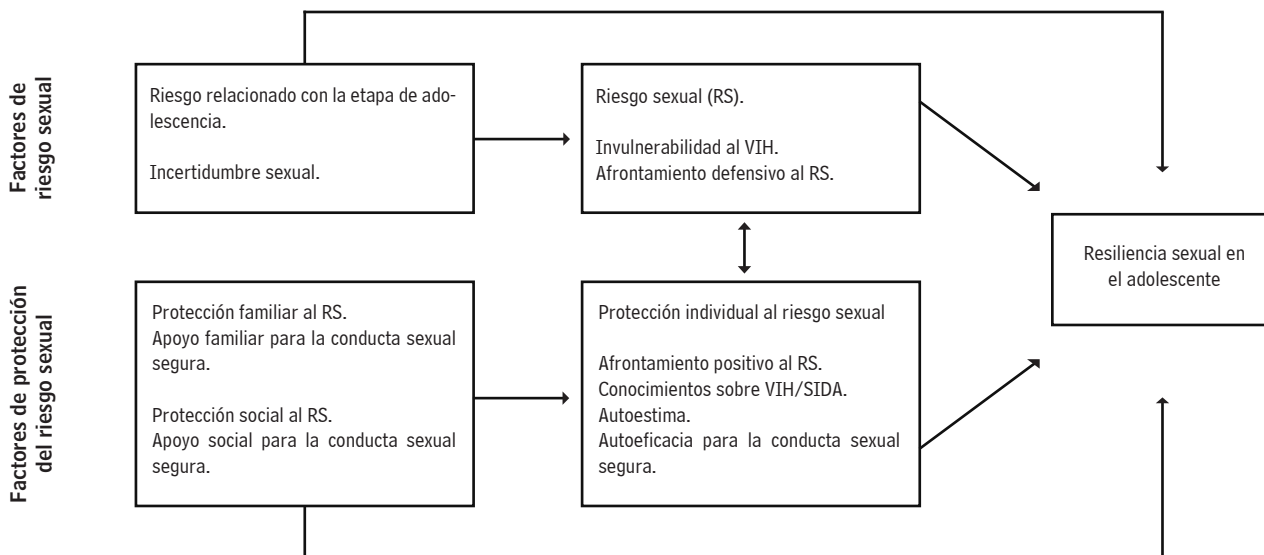 Factores de
riesgo sexual
Riesgo relacionado con la etapa de ado-
lescencia.
Incertidumbre sexual.
Riesgo sexual (RS).
Invulnerabilidad al VIH.
Afrontamiento defensivo al RS.
Resiliencia sexual en
el adolescente
Factores de protección
del riesgo sexual
Protección familiar al RS.
Apoyo familiar para la conducta sexual
segura.
Protección social al RS.
Apoyo social para la conducta sexual
segura.
Protección individual al riesgo sexual
Afrontamiento positivo al RS.
Conocimientos sobre VIH/SIDA.
Autoestima.
Autoeficacia para la conducta sexual
segura.